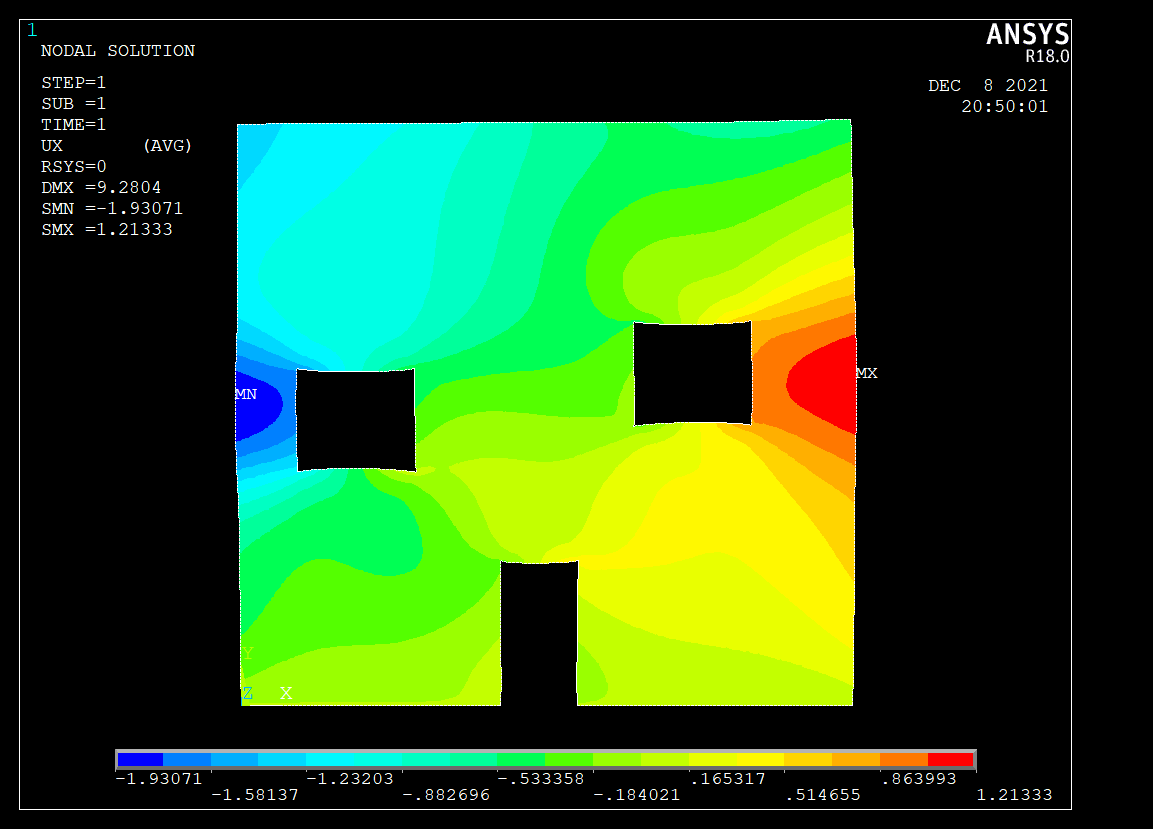 1
ANSYS
R18.0
NODAL SOLUTION
STEP=1
SUB =1
TIME=1
UX (AVG)
RSYS=0
DMX =9.2804
SMN =-1.93071
SMX =1.21333
DEC 8 2021
20:50:01
MN
MX
Y
Z X
-1.93071 -1.23203 -.533358 .165317 .863993
-1.58137 -.882696 -.184021 .514655 1.21333